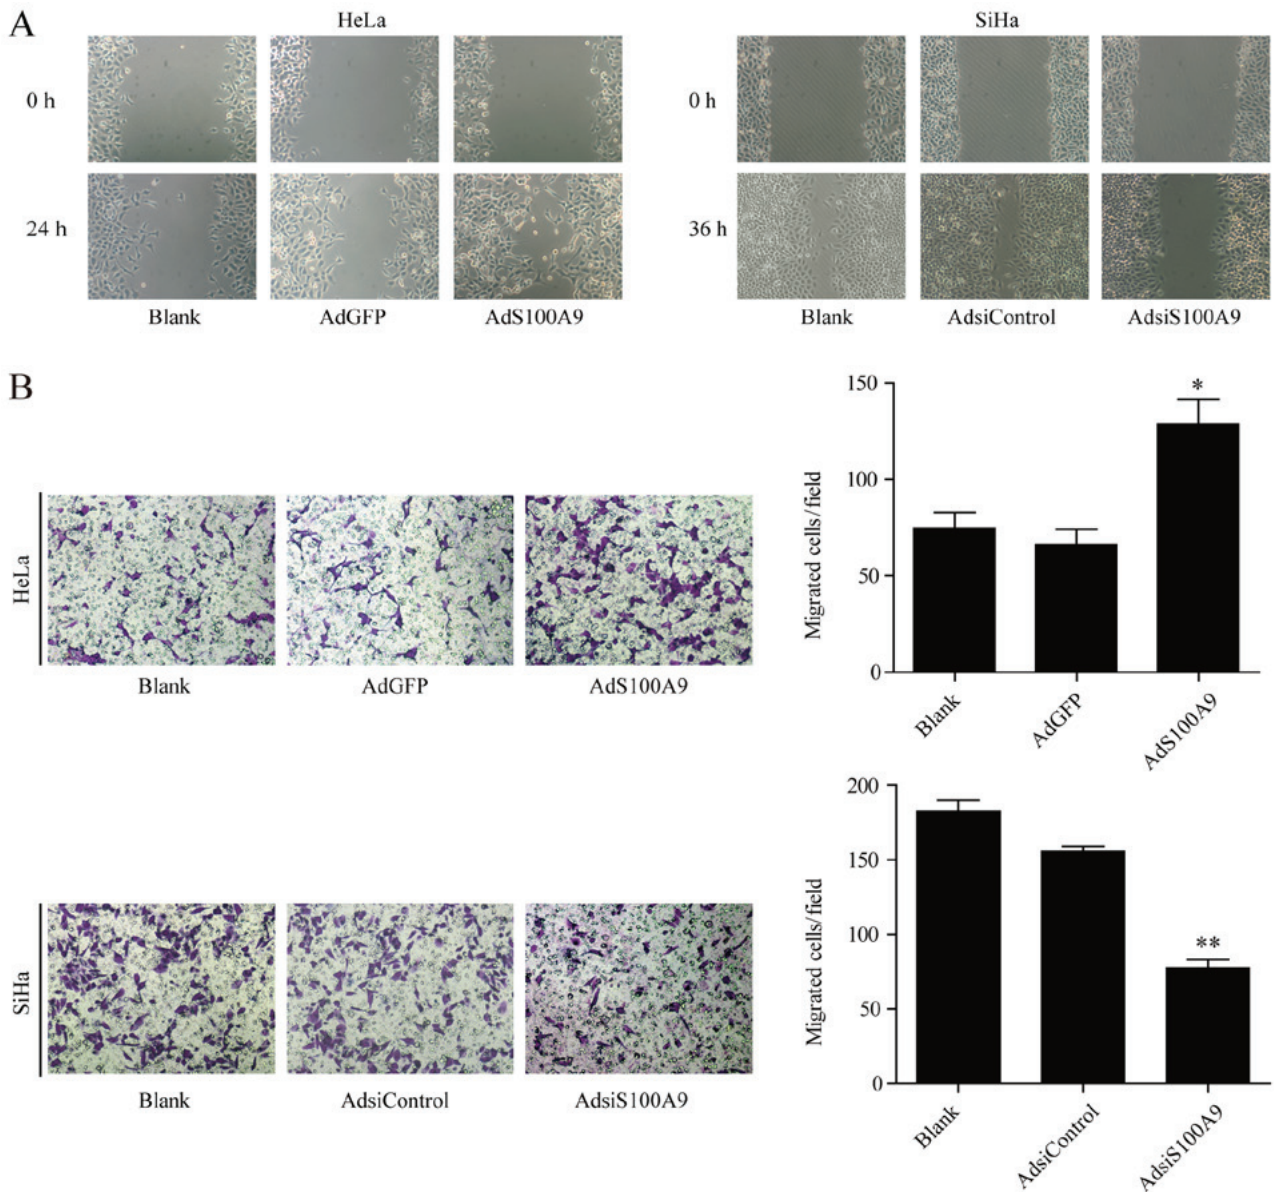 A
HeLa
SiHa
0 h
0 h
24 h
36 h
Blank
AdGFP
AdS100A9
Blank
AdsiControl
AdsiS100A9
B
HeLa
Blank
AdGFP
AdS100A9
150
100
50
0
Migrated cells/field
*
Blank
AdGFP
AdS100A9
SiHa
Blank
AdsiControl
AdsiS100A9
200
150
100
50
0
Migrated cells/field
**
Blank
AdsiControl
AdsiS100A9